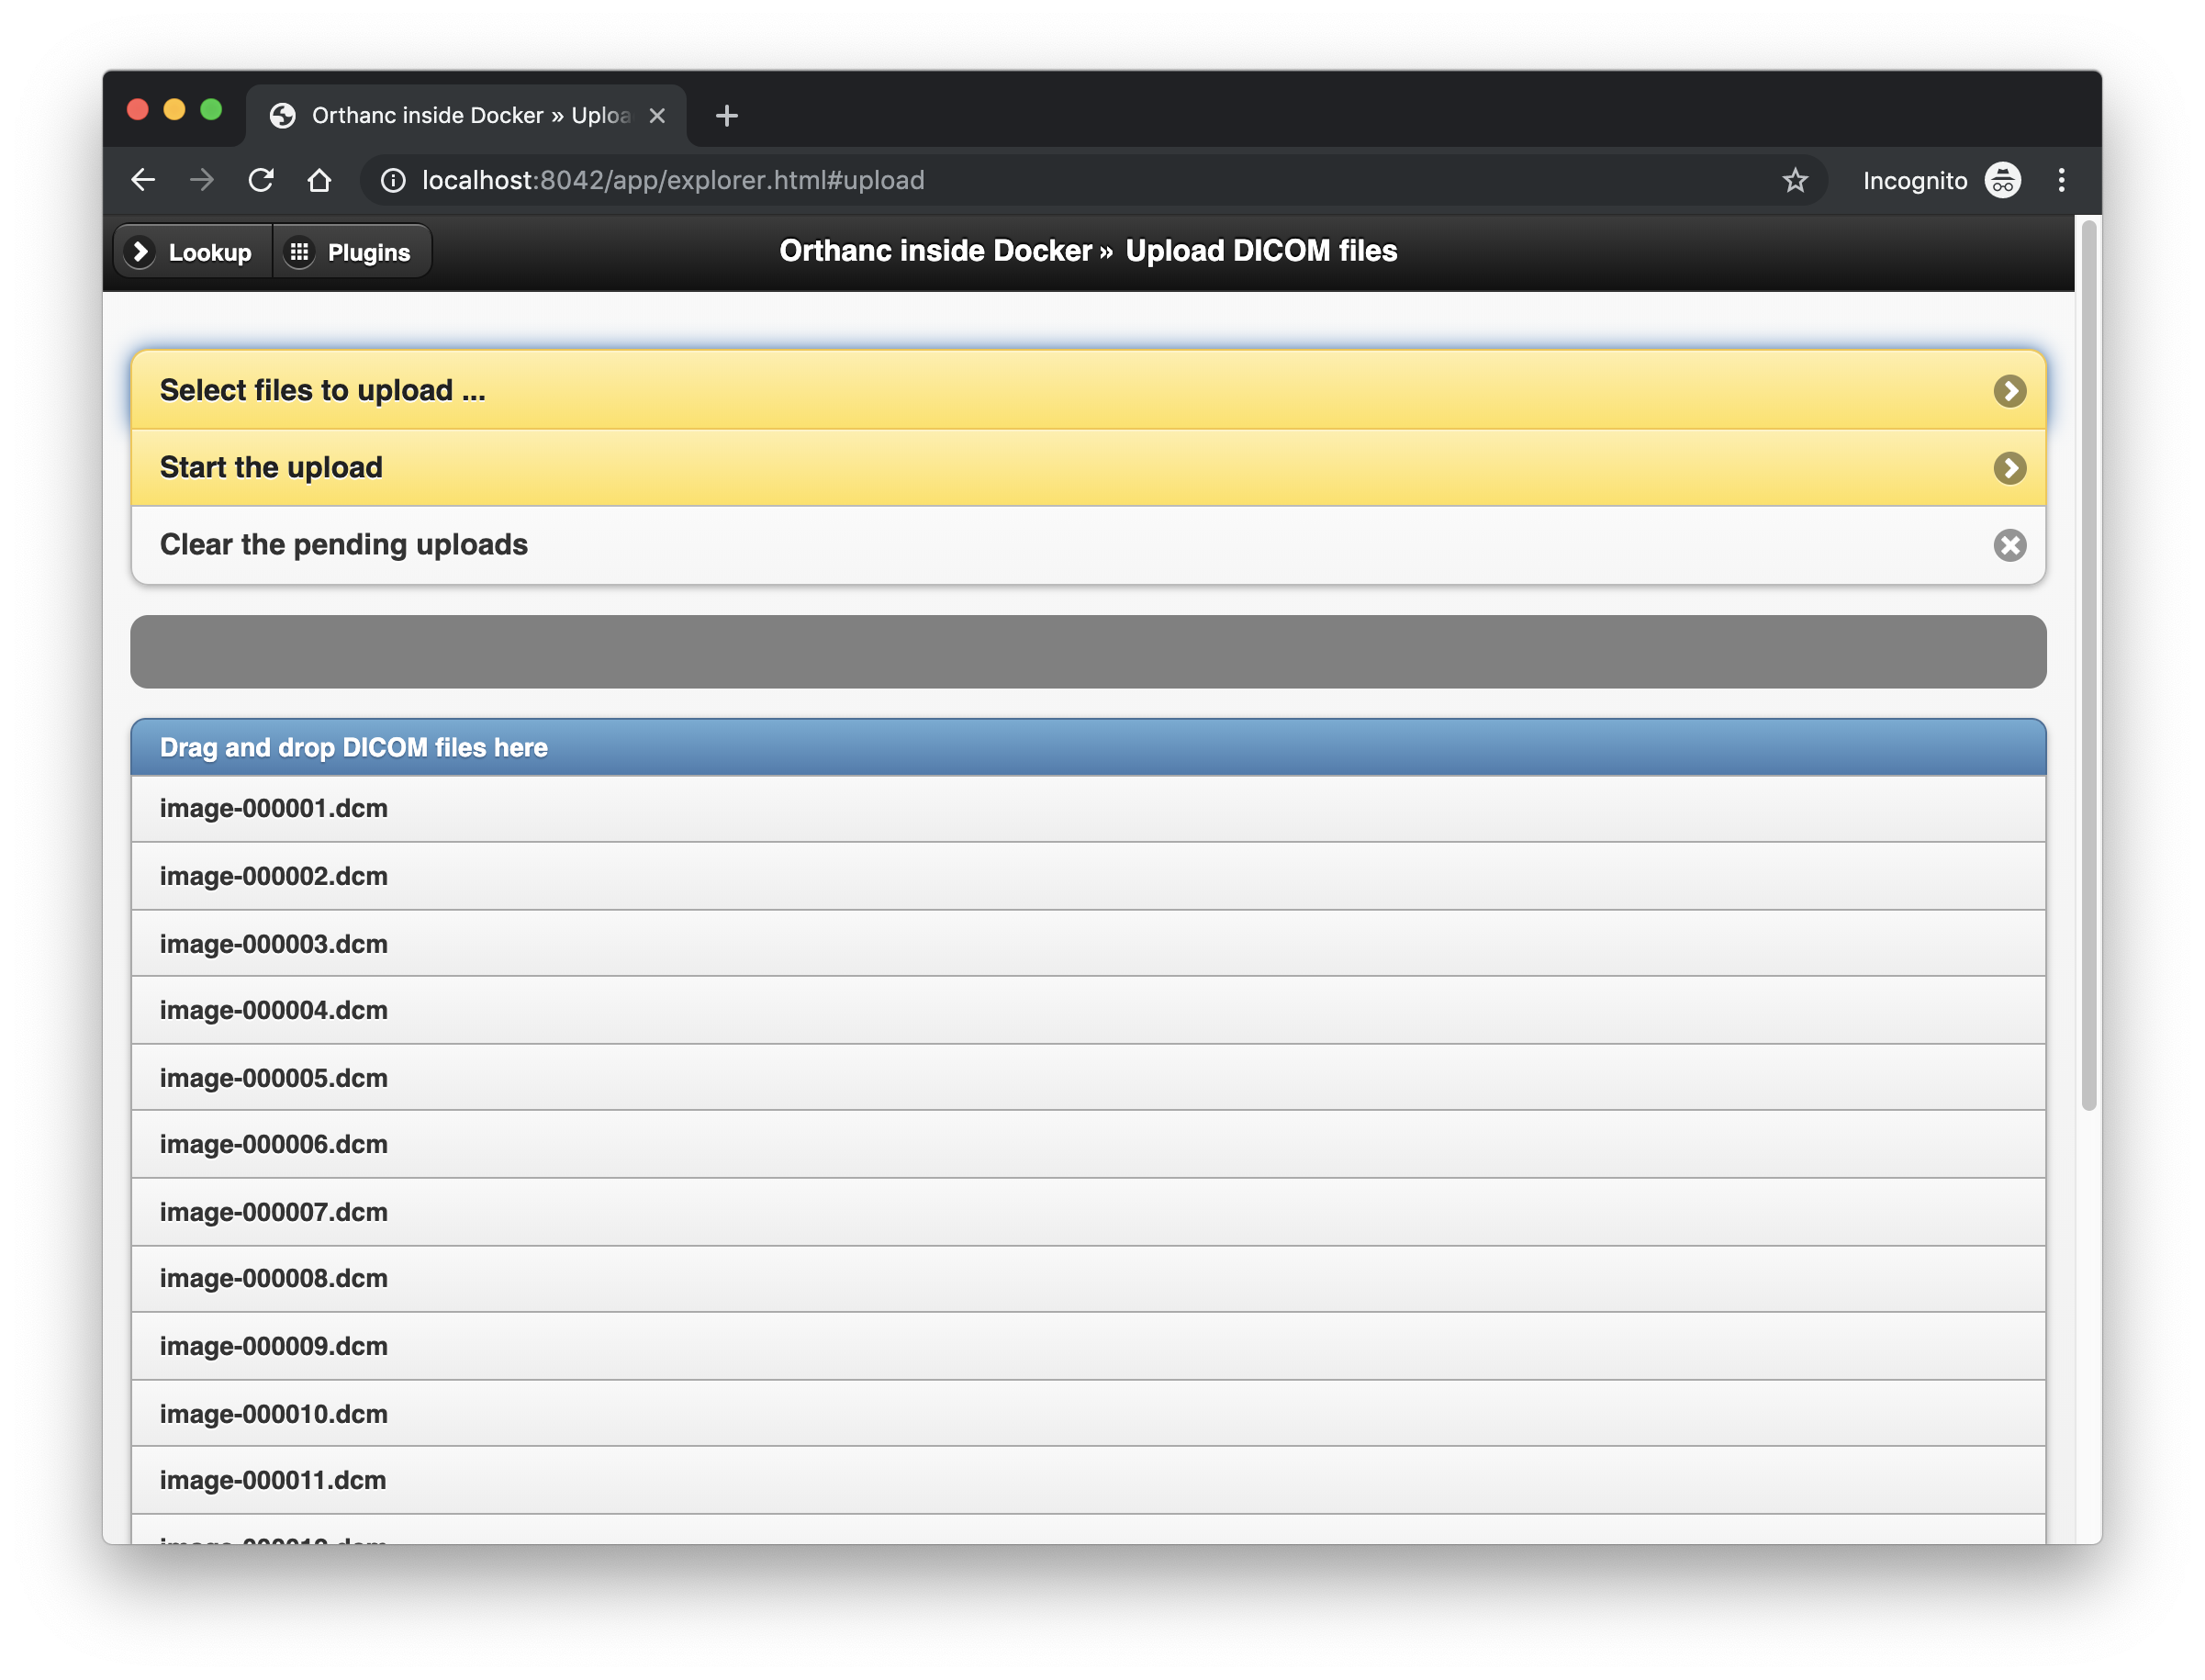 Orthanc inside Docker » Uploa
localhost:8042/app/explorer.html#upload
Incognito
Lookup
Plugins
Orthanc inside Docker » Upload DICOM files
Select files to upload ...
Start the upload
Clear the pending uploads
Drag and drop DICOM files here
image-000001.dcm
image-000002.dcm
image-000003.dcm
image-000004.dcm
image-000005.dcm
image-000006.dcm
image-000007.dcm
image-000008.dcm
image-000009.dcm
image-000010.dcm
image-000011.dcm